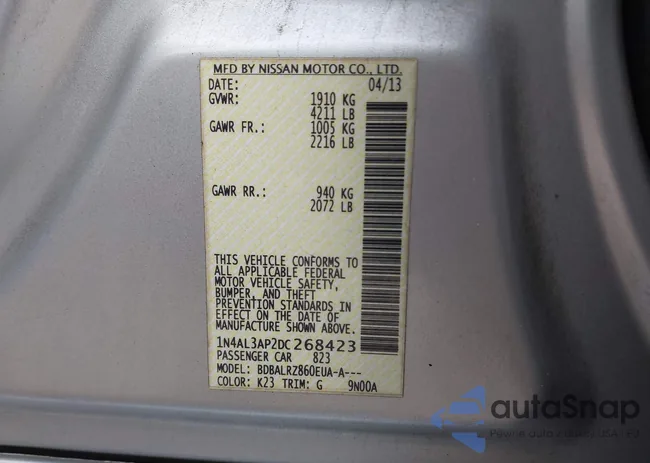 MFD BY NISSAN MOTOR CO., LTD.
DATE: 04/13
GVWR: 1910 KG
4211 LB
GAWR FR.: 1005 KG
2216 LB
GAWR RR.: 940 KG
2072 LB
THIS VEHICLE CONFORMS TO
ALL APPLICABLE FEDERAL
MOTOR VEHICLE SAFETY,
BUMPER, AND THEFT
PREVENTION STANDARDS IN
EFFECT ON THE DATE OF
MANUFACTURE SHOWN ABOVE.
1N4AL3AP2DC268423
PASSENGER CAR 823
MODEL: BDBALRZ860EUA-A---
COLOR: K23 TRIM: G 9N00A
autoSnap